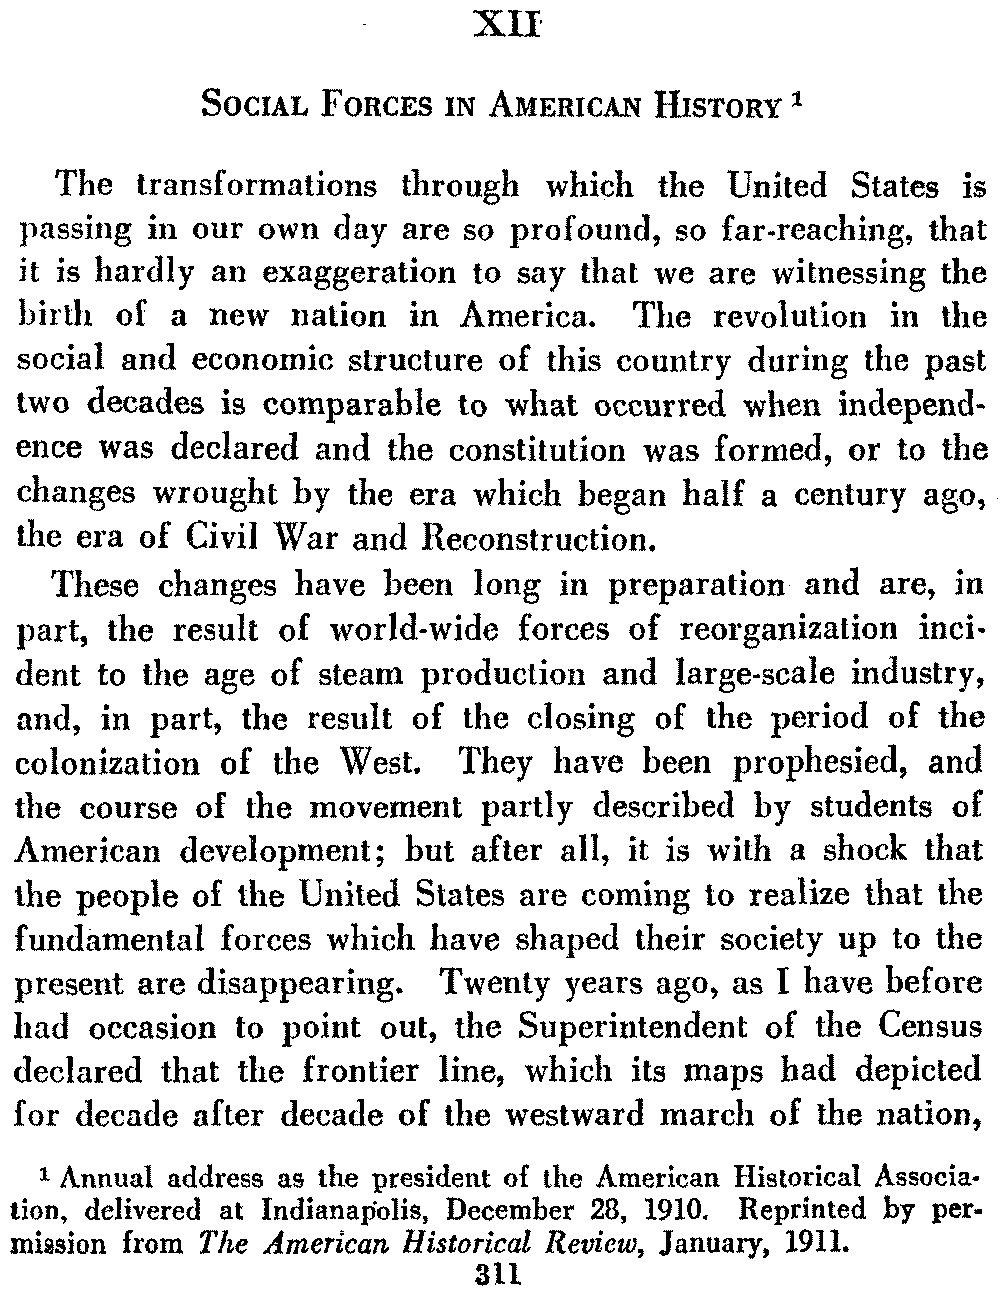 XII
SOCIAL FORCES IN AMERICAN HISTORY 1
The transformations through which the United States is
passing in our own day are so profound, so far-reaching, that
it is hardly an exaggeration to say that we are witnessing the
birth of a new nation in America. The revolution in the
social and economic structure of this country during the past
two decades is comparable to what occurred when independ-
ence was declared and the constitution was formed, or to the
changes wrought by the era which began half a century ago,
the era of Civil War and Reconstruction.
These changes have been long in preparation and are, in
part, the result of world-wide forces of reorganization inci-
dent to the age of steam production and large-scale industry,
and, in part, the result of the closing of the period of the
colonization of the West. They have been prophesied, and
the course of the movement partly described by students of
American development; but after all, it is with a shock that
the people of the United States are coming to realize that the
fundamental forces which have shaped their society up to the
present are disappearing. Twenty years ago, as I have before
had occasion to point out, the Superintendent of the Census
declared that the frontier line, which its maps had depicted
for decade after decade of the westward march of the nation,
1 Annual address as the president of the American Historical Associa-
tion, delivered at Indianapolis, December 28, 1910. Reprinted by per-
mission from The American Historical Review, January, 1911.
311